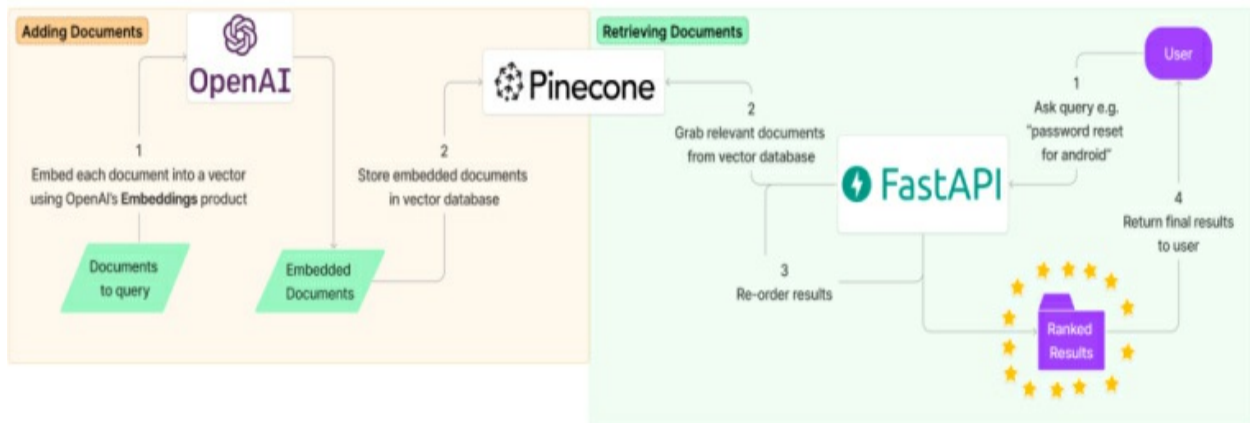 Adding Documents
OpenAI
1
Embed each document into a vector
using OpenAI's Embeddings product
Documents
to query
Embedded
Documents
2
Store embedded documents
in vector database
Pinecone
Retrieving Documents
User
1
Ask query e.g.
"password reset
for android"
2
Grab relevant documents
from vector database
FastAPI
3
Re-order results
Ranked
Results
4
Return final results
to user